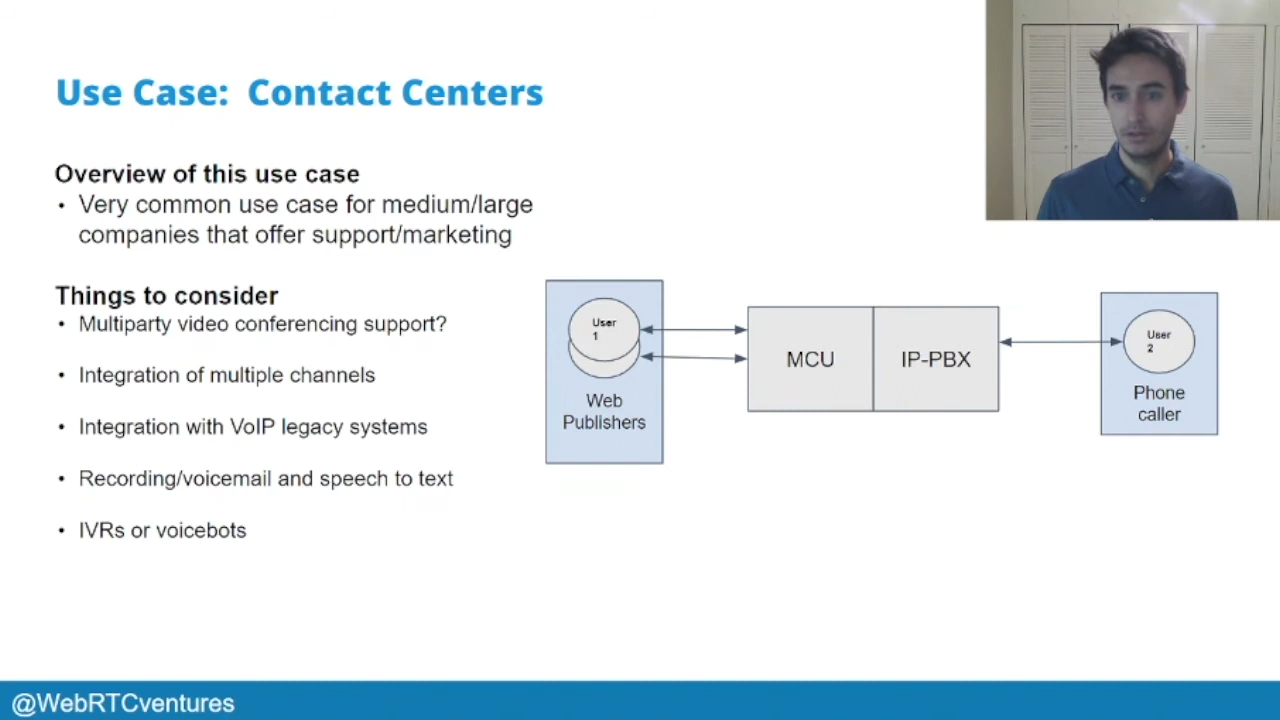 Use Case:  Contact Centers
Overview of this use case
• Very common use case for medium/large
companies that offer support/marketing
Things to consider
• Multiparty video conferencing support?
• Integration of multiple channels
• Integration with VoIP legacy systems
• Recording/voicemail and speech to text
• IVRs or voicebots
User
1
Web
Publishers
MCU
IP-PBX
User
2
Phone
caller
@WebRTCventures